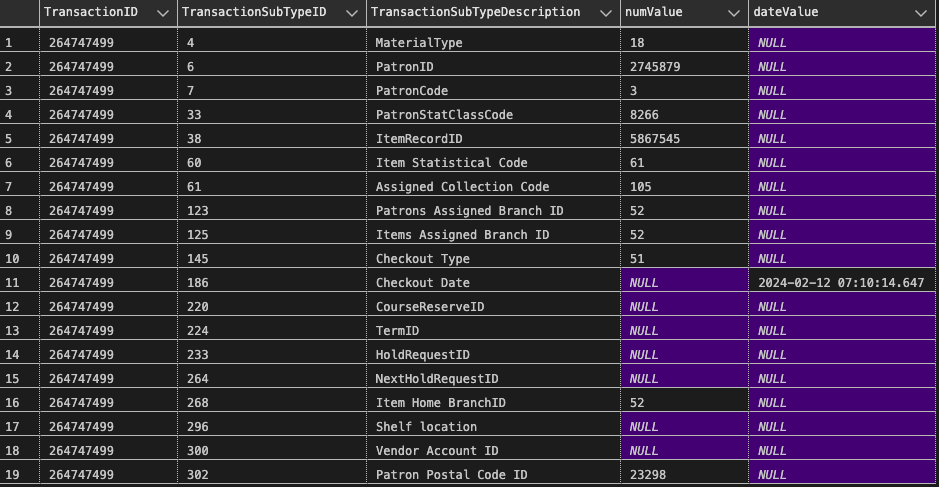 TransactionID TransactionSubTypeID TransactionSubTypeDescription numValue dateValue
1 264747499 4 MaterialType 18 NULL
2 264747499 6 PatronID 2745879 NULL
3 264747499 7 PatronCode 3 NULL
4 264747499 33 PatronStatClassCode 8266 NULL
5 264747499 38 ItemRecordID 5867545 NULL
6 264747499 60 Item Statistical Code 61 NULL
7 264747499 61 Assigned Collection Code 105 NULL
8 264747499 123 Patrons Assigned Branch ID 52 NULL
9 264747499 125 Items Assigned Branch ID 52 NULL
10 264747499 145 Checkout Type 51 NULL
11 264747499 186 Checkout Date NULL 2024-02-12 07:10:14.647
12 264747499 220 CourseReserveID NULL NULL
13 264747499 224 TermID NULL NULL
14 264747499 233 HoldRequestID NULL NULL
15 264747499 264 NextHoldRequestID NULL NULL
16 264747499 268 Item Home BranchID 52 NULL
17 264747499 296 Shelf location NULL NULL
18 264747499 300 Vendor Account ID NULL NULL
19 264747499 302 Patron Postal Code ID 23298 NULL